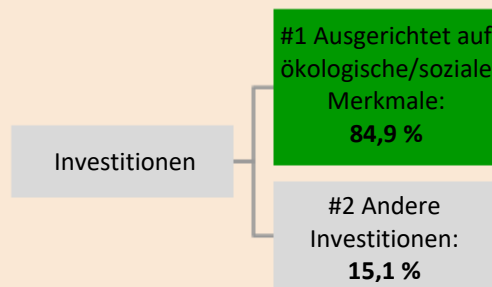 #1 Ausgerichtet auf
ökologische/soziale
Merkmale:
84,9 %
Investitionen
#2 Andere
Investitionen:
15,1 %